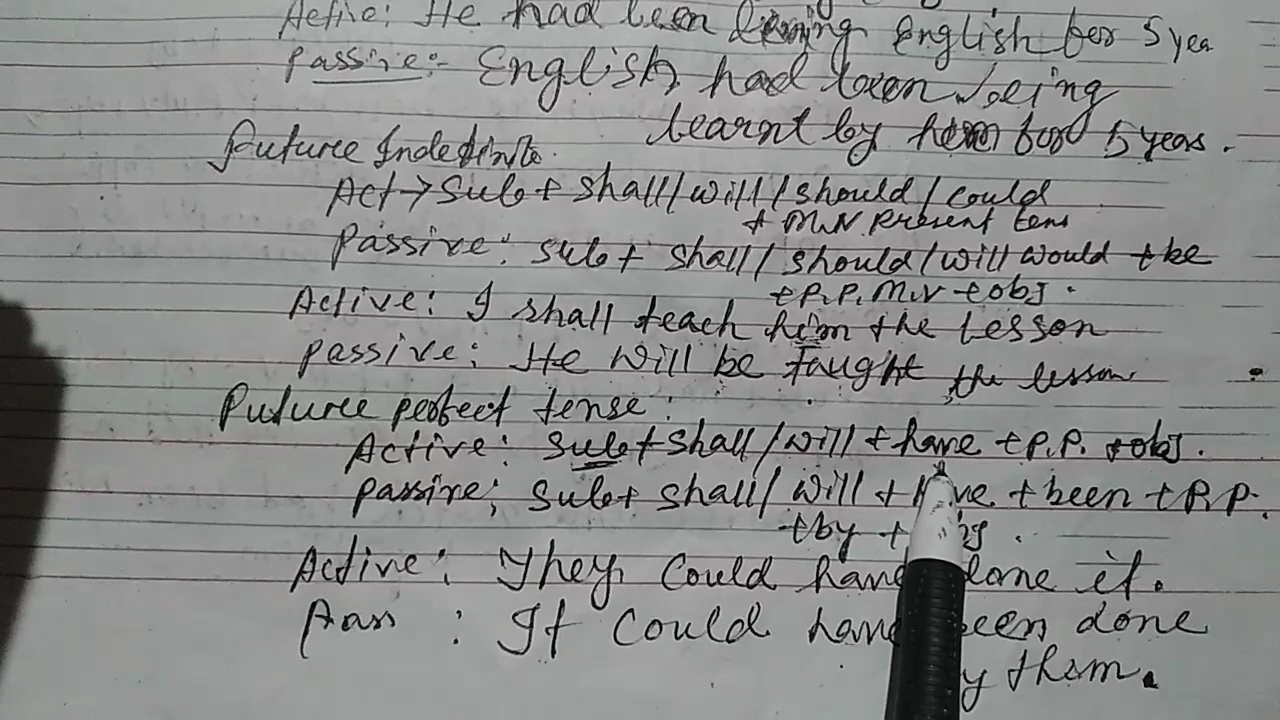 Active: He had been English for 5 yea
Passive:- English had been being
learnt by him for 5 years.
Future Indefinite.
Act→ Sub + shall/will/should/could
+ M.V. Present tens
Passive: sub + shall/should/will would + be
+ P.P. M.V + obj.
Active: I shall teach him the lesson
passive: He will be taught the lesson
Future perfect tense:
Active: sub + shall/will + have + P.P. + obj.
passive: Sub + shall/will + have + been + P.P.
+by +
Active: They could have done it.
: It could have been done
them.